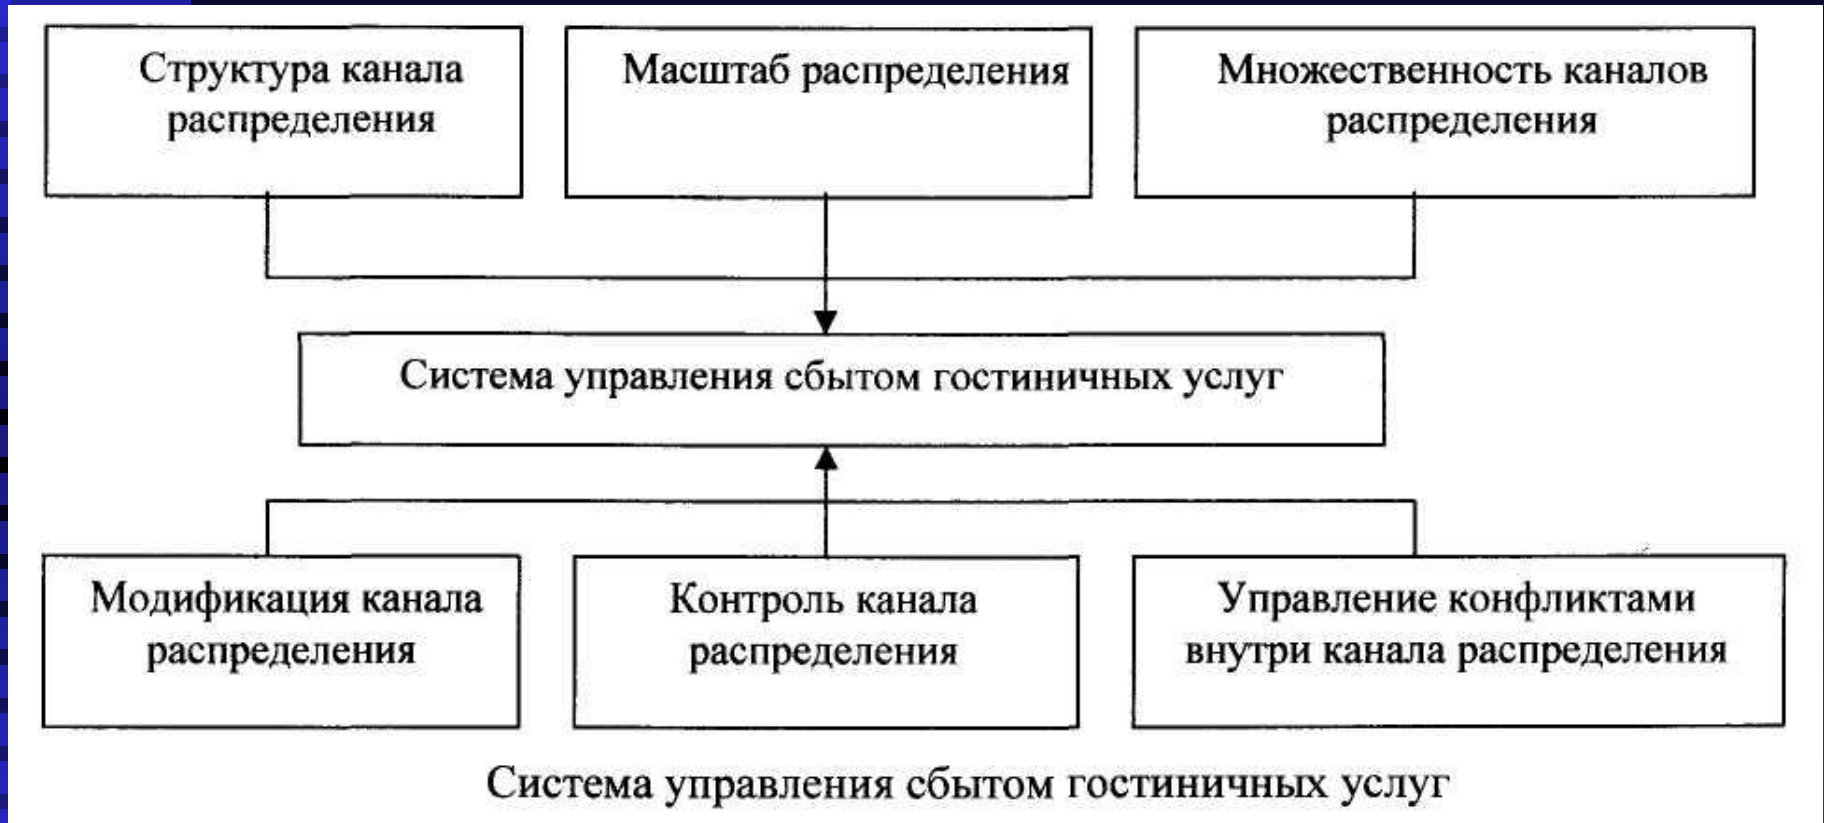 Структура канала
распределения
Масштаб распределения
Множественность каналов
распределения
Система управления сбытом гостиничных услуг
Модификация канала
распределения
Контроль канала
распределения
Управление конфликтами
внутри канала распределения
Система управления сбытом гостиничных услуг